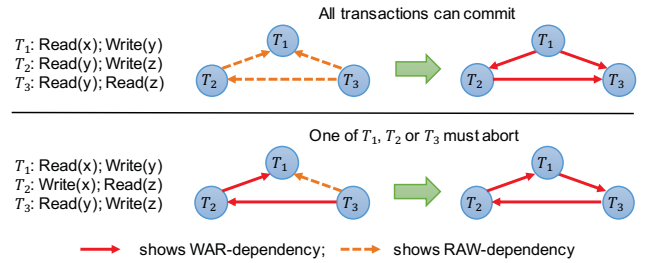 All transactions can commit
T₁: Read(x); Write(y)
T₂: Read(y); Write(z)
T₃: Read(y); Read(z)
T₁
T₂
T₃
T₁
T₂
T₃
One of T₁, T₂ or T₃ must abort
T₁: Read(x); Write(y)
T₂: Write(x); Read(z)
T₃: Read(y); Write(z)
T₁
T₂
T₃
T₁
T₂
T₃
shows WAR-dependency;
shows RAW-dependency